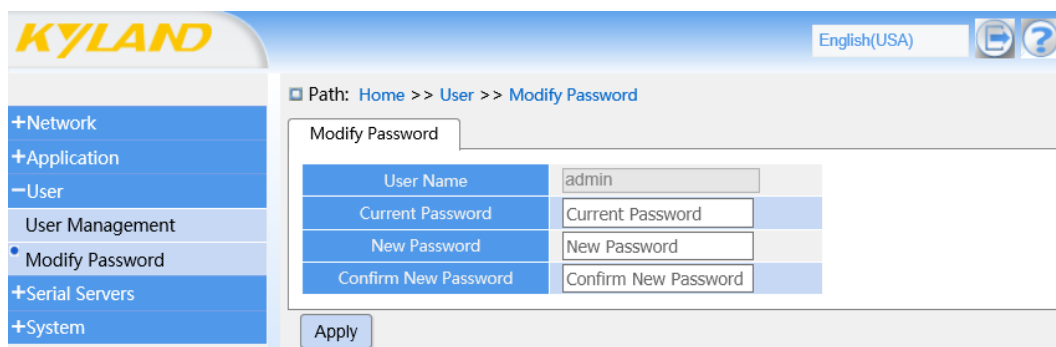 KYLAND
English(USA)
Path: Home >> User >> Modify Password
+Network
+Application
−User
User Management
Modify Password
+Serial Servers
+System
Modify Password
User Name admin
Current Password Current Password
New Password New Password
Confirm New Password Confirm New Password
Apply